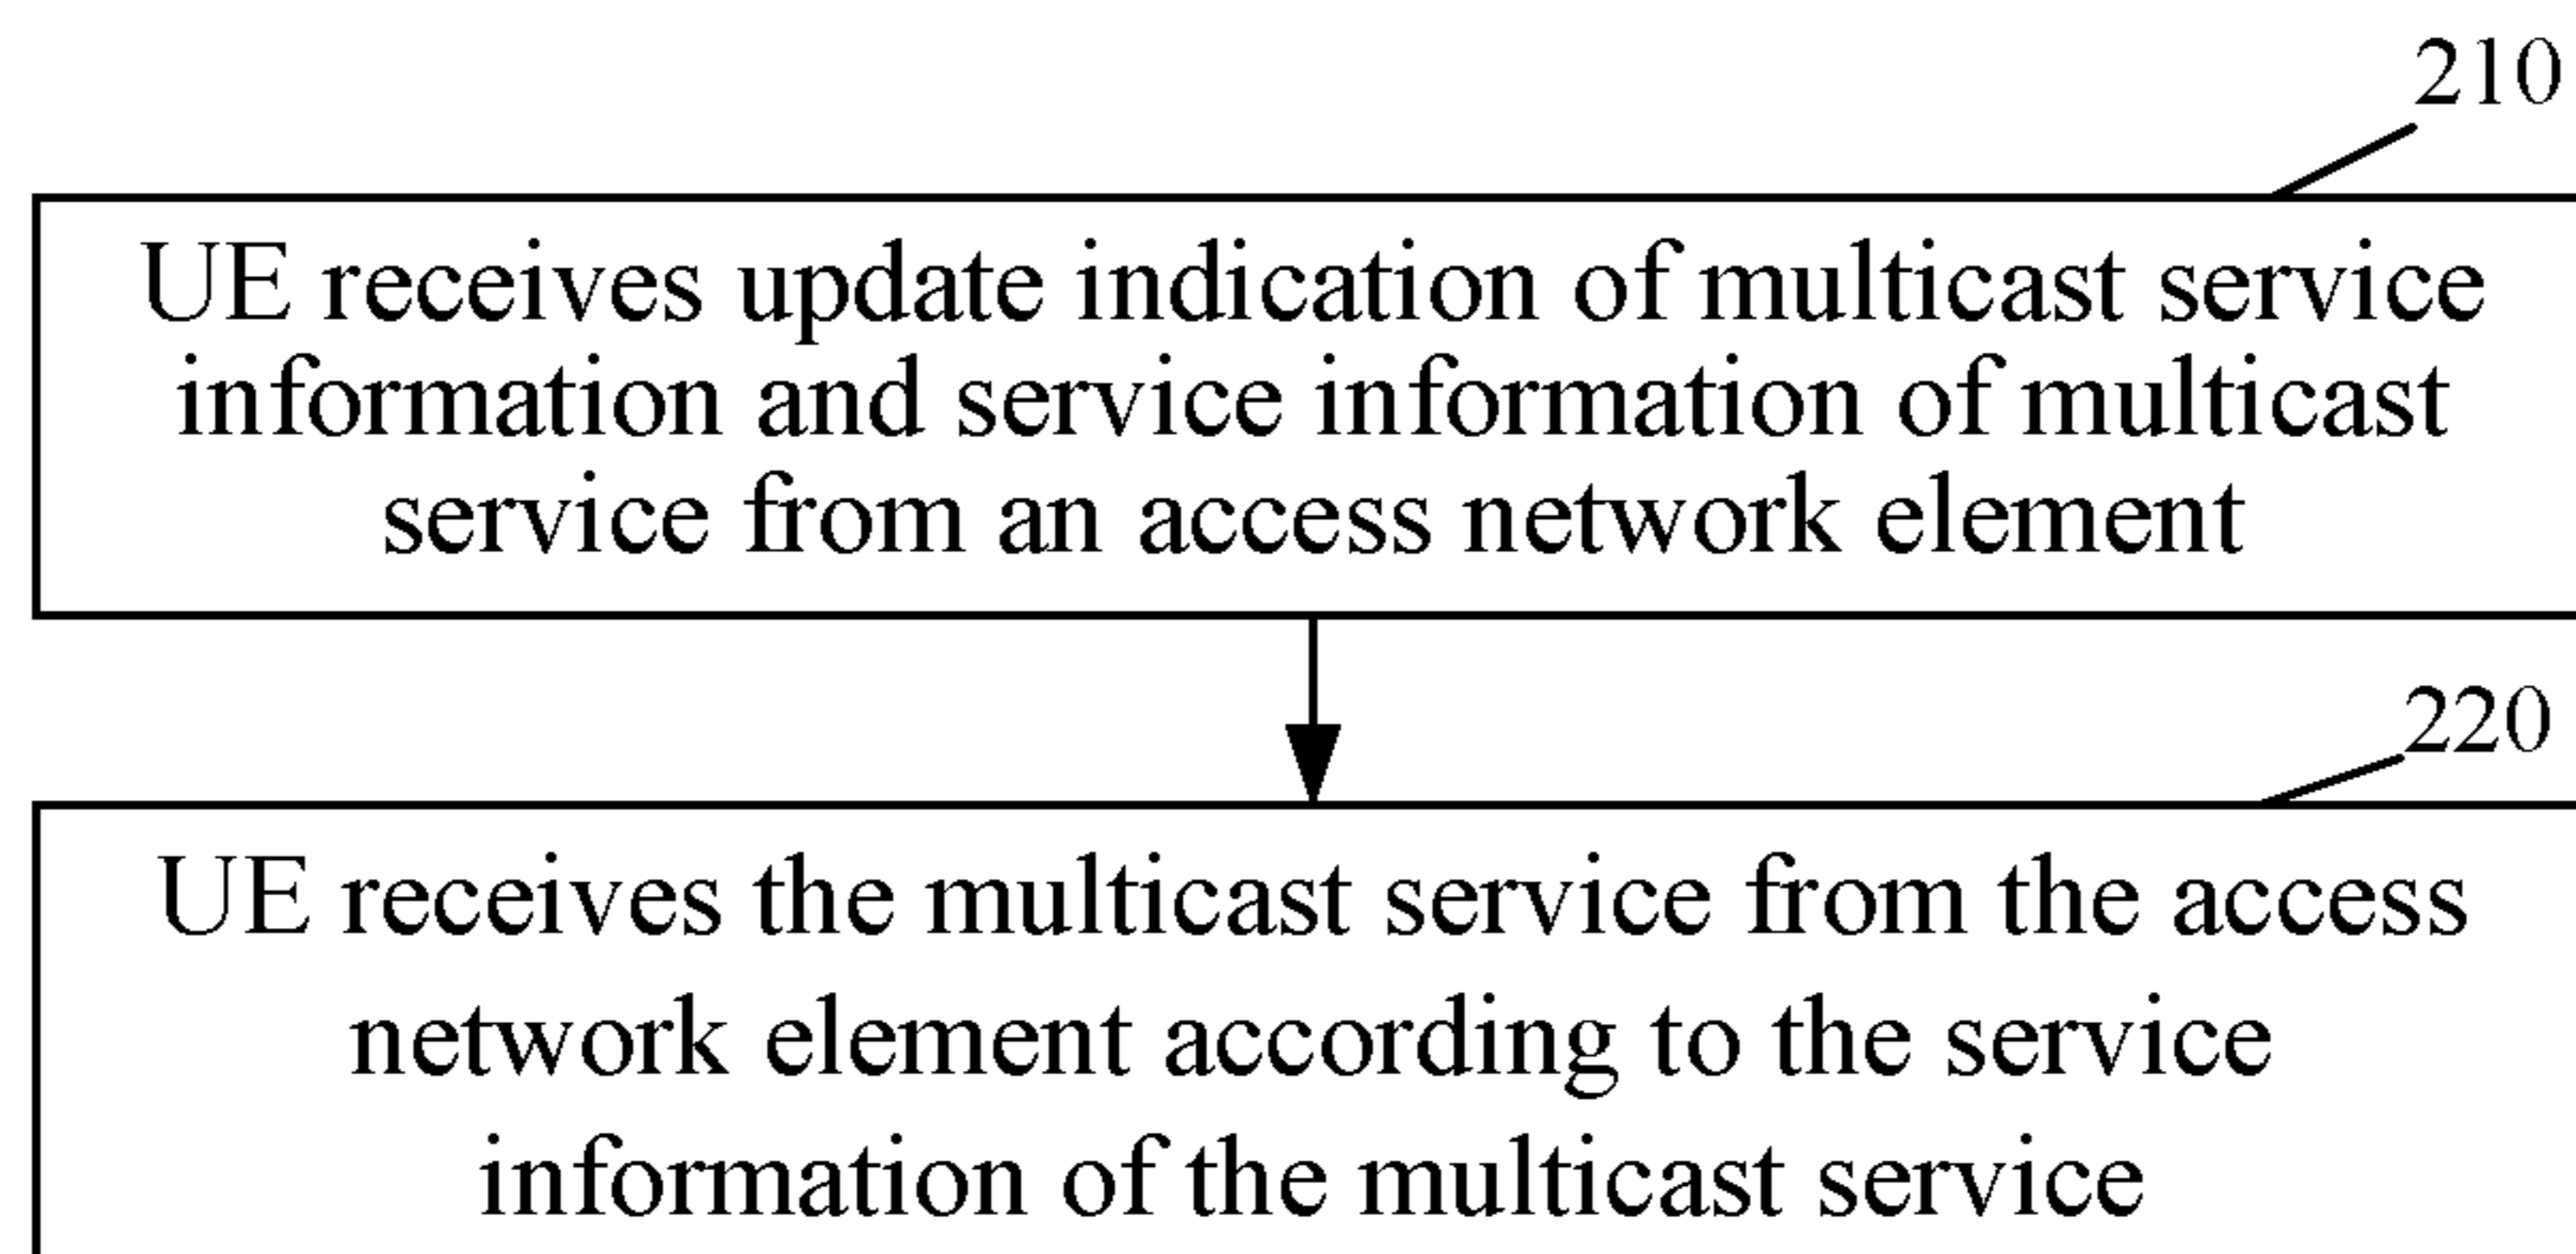 210
UE receives update indication of multicast service
information and service information of multicast
service from an access network element
220
UE receives the multicast service from the access
network element according to the service
information of the multicast service